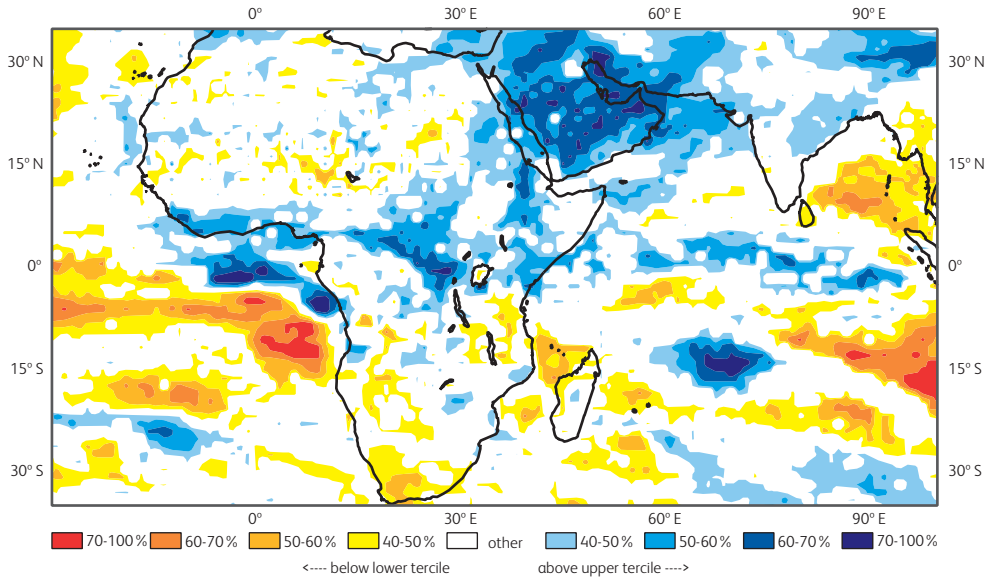 0° 30° E 60° E 90° E
30° N 30° N
15° N 15° N
0° 0°
15° S 15° S
30° S 30° S
0° 30° E 60° E 90° E
70-100% 60-70% 50-60% 40-50% other 40-50% 50-60% 60-70% 70-100%
<---- below lower tercile above upper tercile ---->